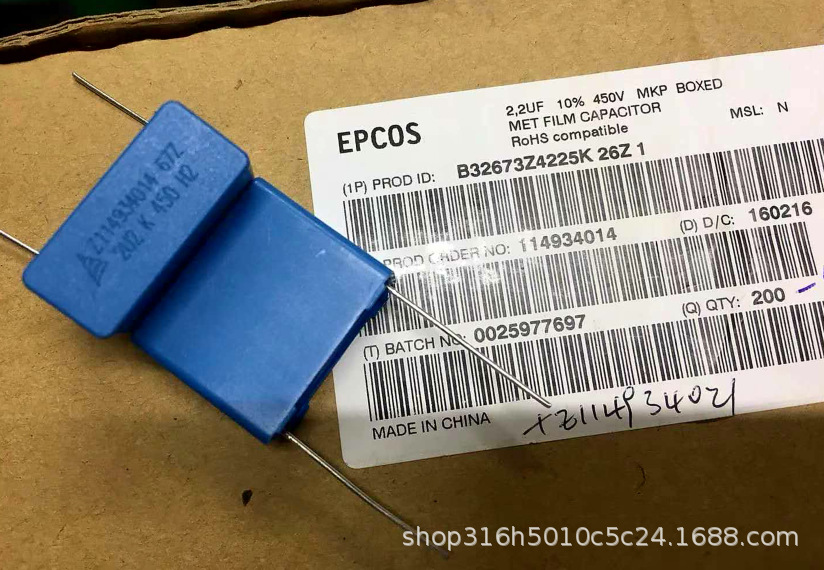 EPCOS
2,2UF 10% 450V MKP BOXED
MET FILM CAPACITOR
RoHS compatible
MSL: N
(1P) PROD ID: B32673Z4225K 26Z 1
PROD ORDER NO: 114934014
(D) D/C: 160216
(T) BATCH NO: 0025977697
(Q) QTY: 200
MADE IN CHINA
Z114934014 67Z
2U2 K 450 H2
shop316h5010c5c24.1688.com